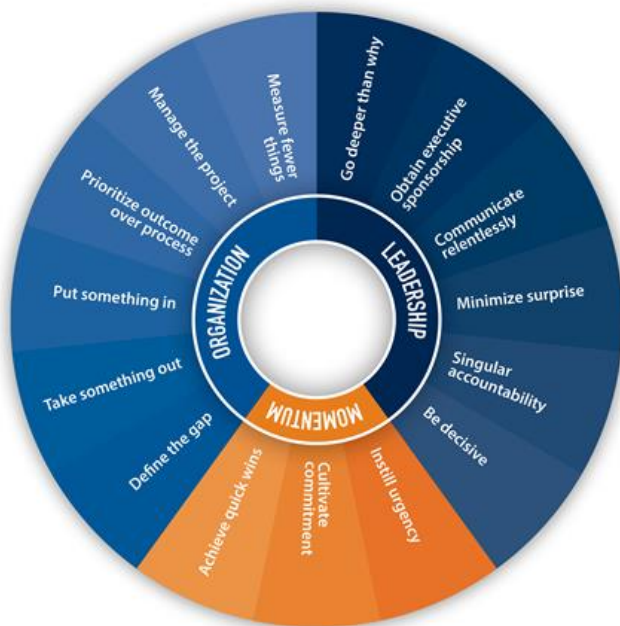 Go deeper than why
Obtain executive
sponsorship
Communicate
relentlessly
Minimize surprise
Singular
accountability
Be decisive
Instill urgency
Cultivate
commitment
Achieve quick wins
Define the gap
Take something out
Put something in
Prioritize outcome
over process
Manage the project
Measure fewer
things
LEADERSHIP
MOMENTUM
ORGANIZATION